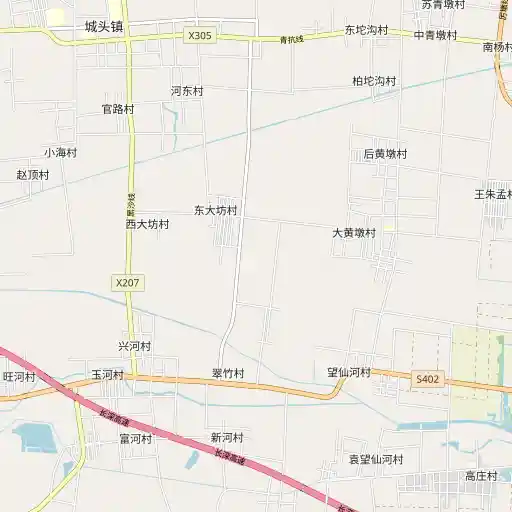 苏青墩村
城头镇
东坨沟村
X305
青抗线
中青墩村
南杨村
柏坨沟村
河东村
官路村
小海村
后黄墩村
赵顶村
王朱孟村
东大坊村
西大坊村
大黄墩村
X207
兴河村
旺河村
玉河村
翠竹村
望仙河村
S402
长深高速
富河村
新河村
长深高速
袁望仙河村
高庄村